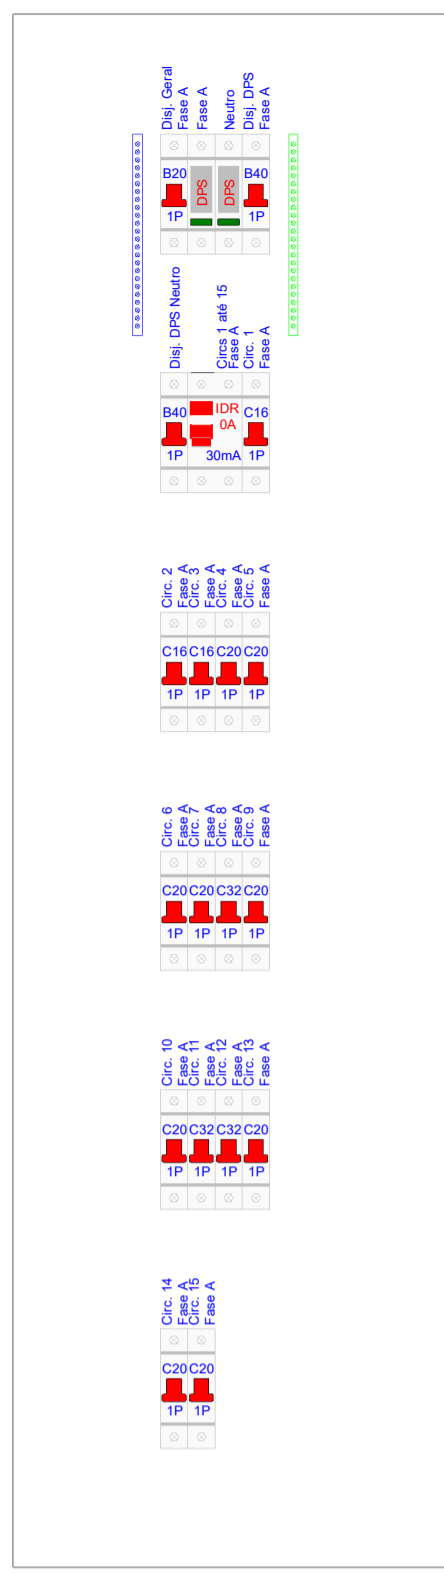 Disj. Geral
Fase A
Fase A
Neutro
Disj. DPS
Fase A
B20
DPS
DPS
B40
1P
1P
Disj. DPS Neutro
Circs 1 até 15
Fase A
Circ. 1
Fase A
B40
IDR
0A
C16
1P
30mA
1P
Circ. 2
Fase A
Circ. 3
Fase A
Circ. 4
Fase A
Circ. 5
Fase A
C16 C16 C20 C20
1P 1P 1P 1P
Circ. 6
Fase A
Circ. 7
Fase A
Circ. 8
Fase A
Circ. 9
Fase A
C20 C20 C32 C20
1P 1P 1P 1P
Circ. 10
Fase A
Circ. 11
Fase A
Circ. 12
Fase A
Circ. 13
Fase A
C20 C32 C32 C20
1P 1P 1P 1P
Circ. 14
Fase A
Circ. 15
Fase A
C20 C20
1P 1P